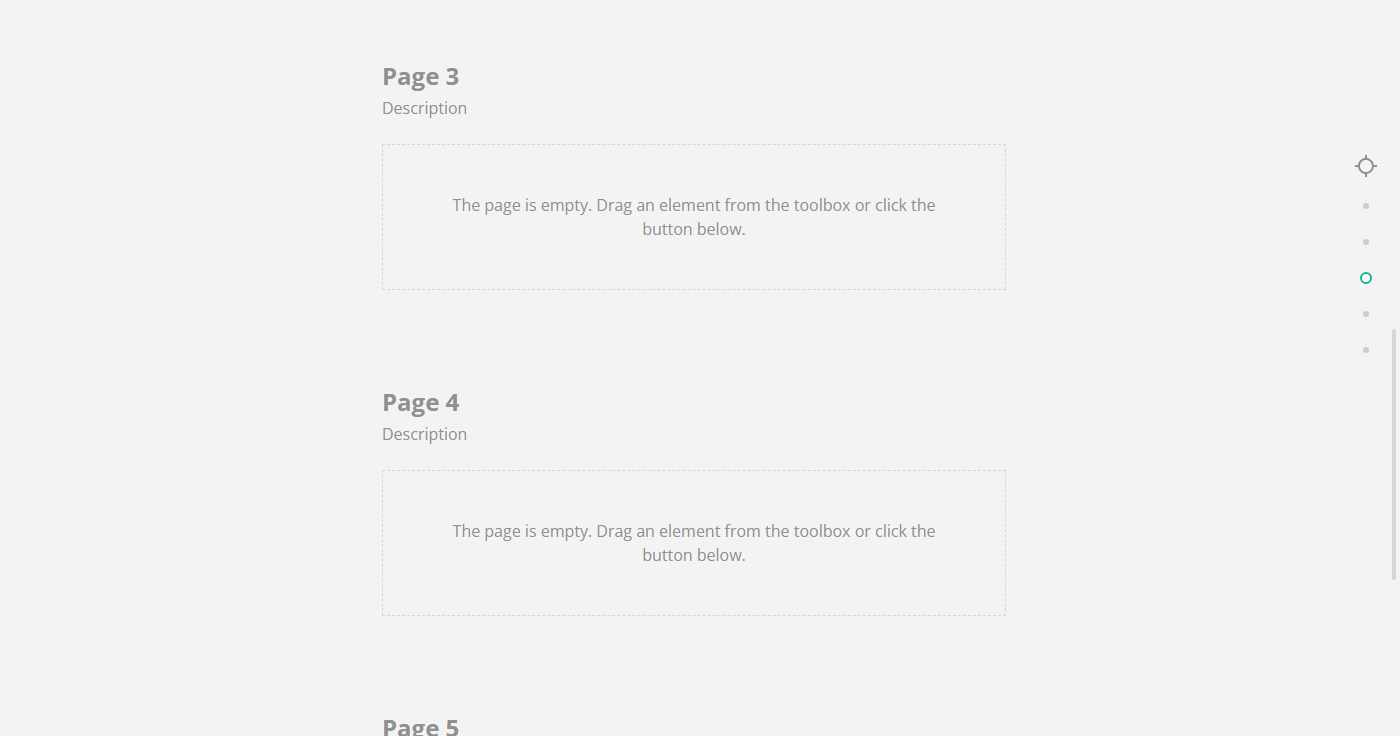 Page 3
Description
The page is empty. Drag an element from the toolbox or click the
button below.
Page 4
Description
The page is empty. Drag an element from the toolbox or click the
button below.
Page 5